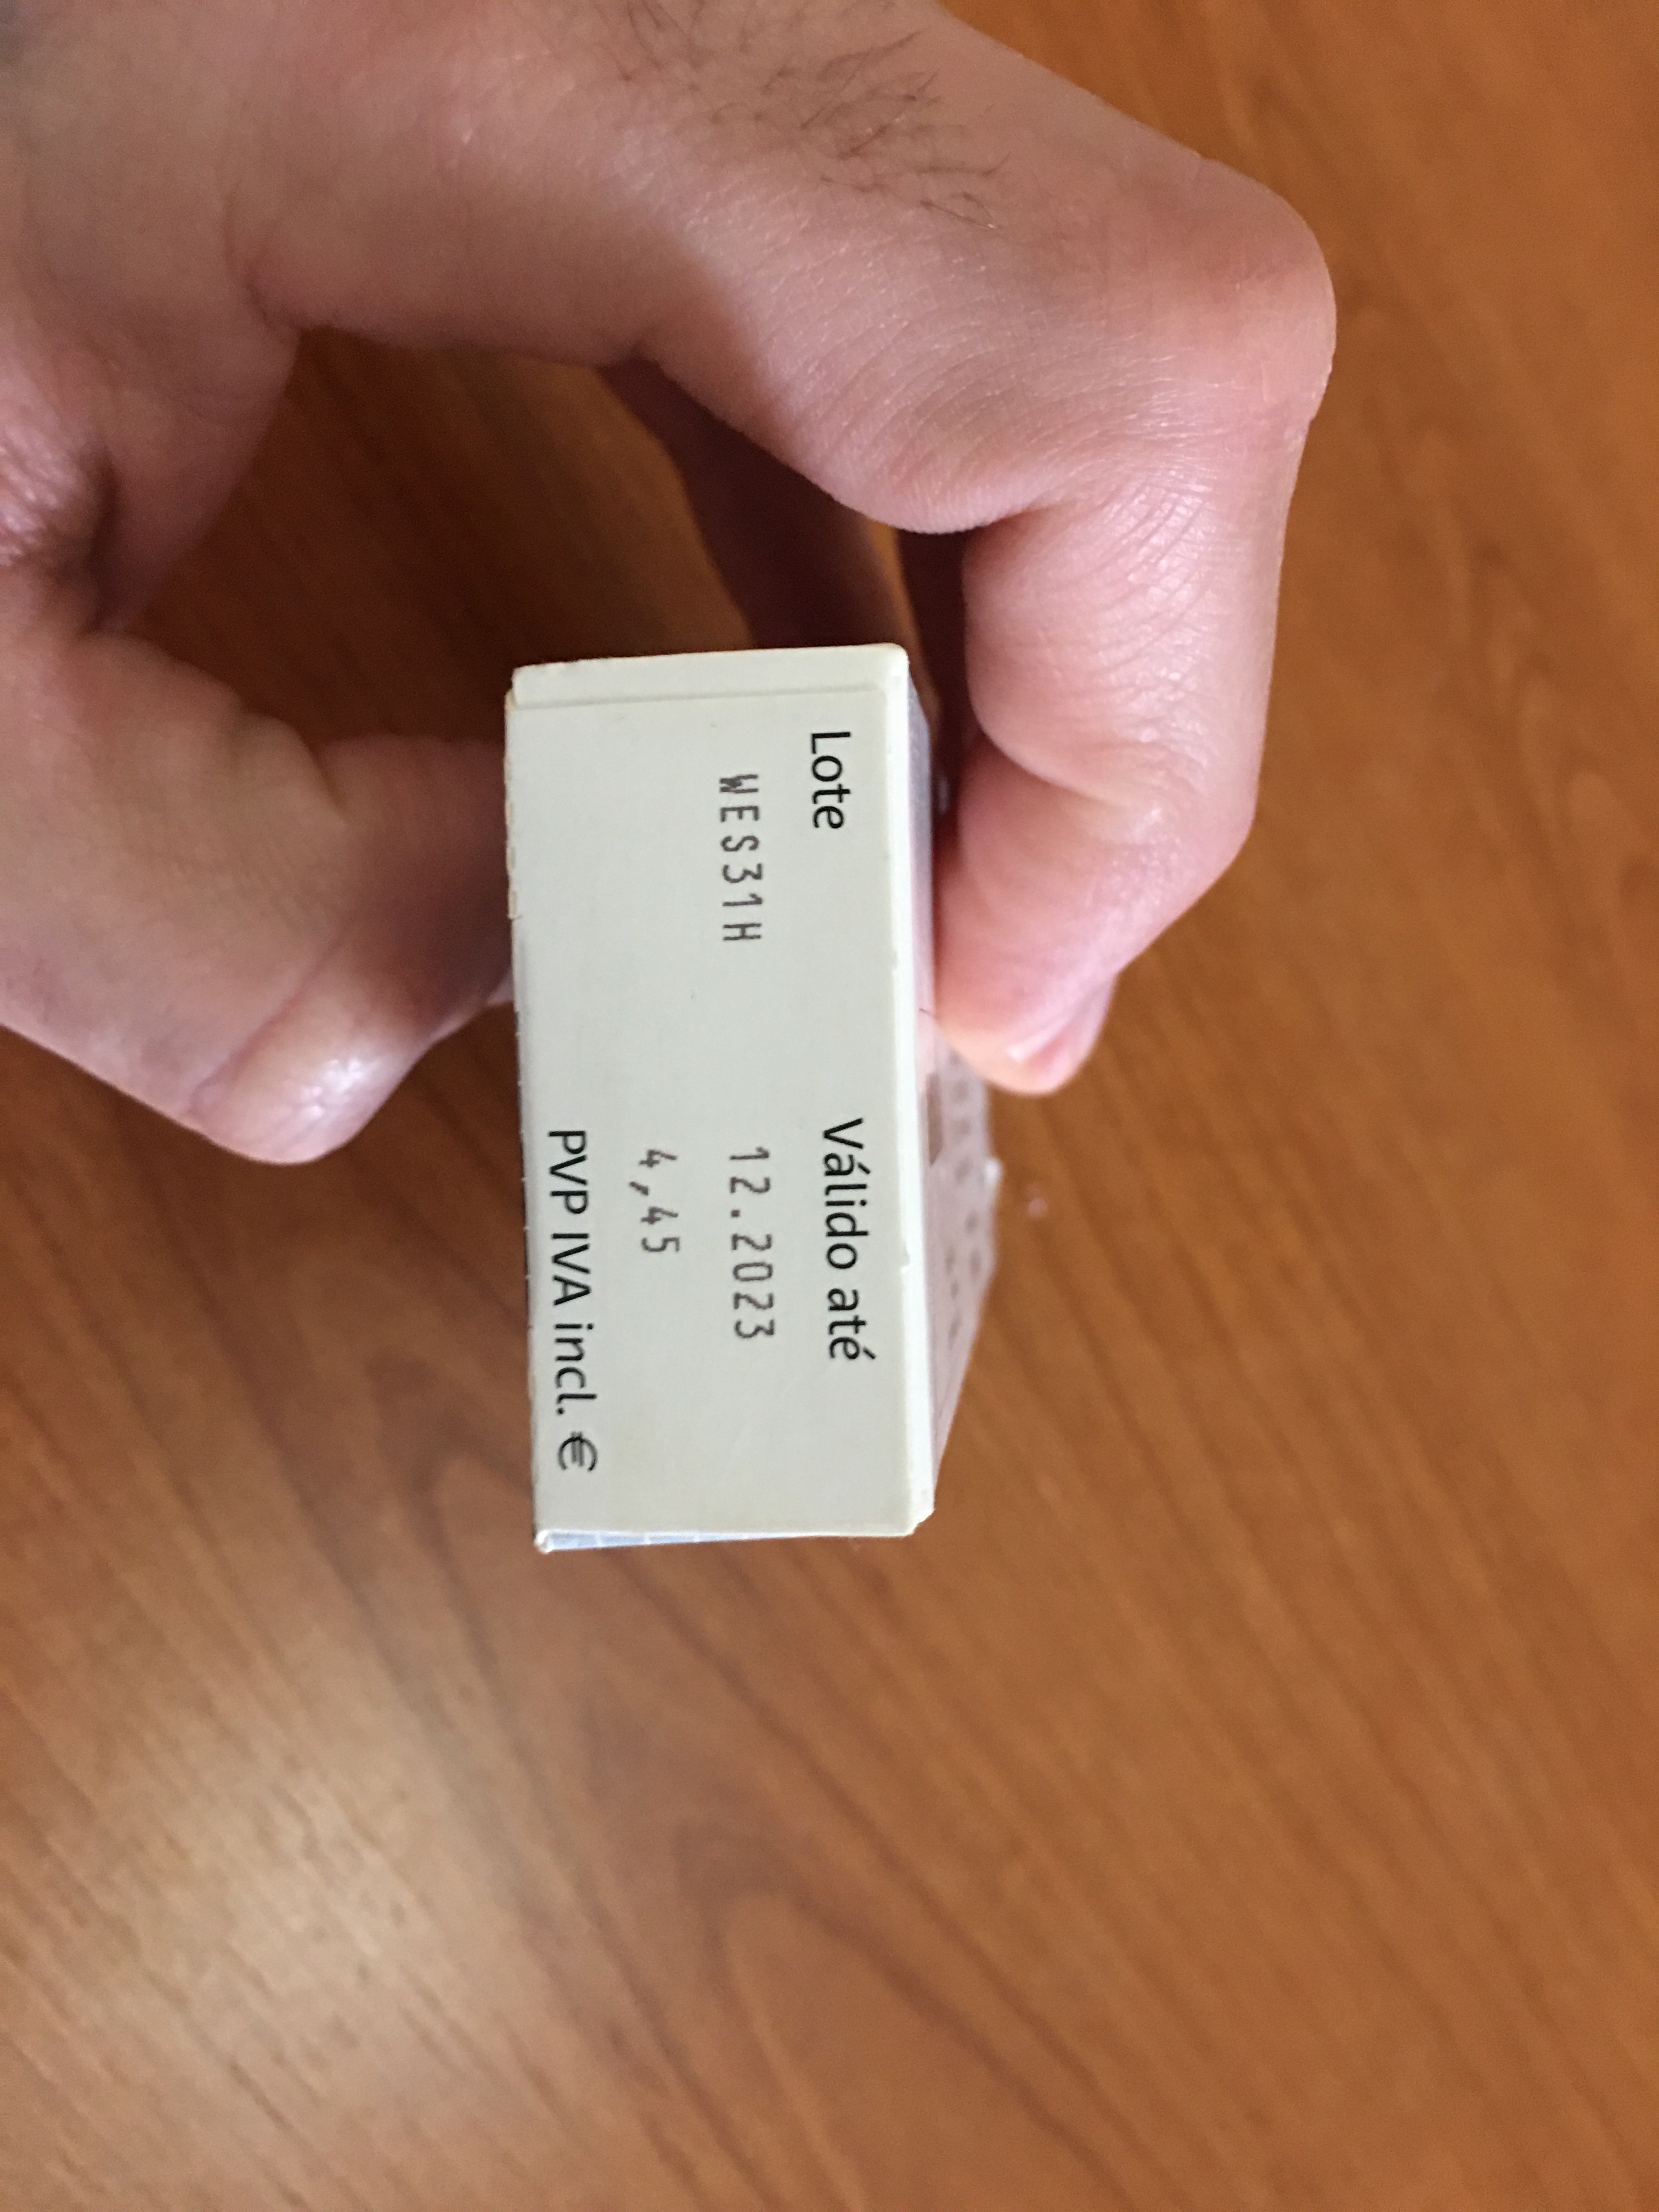 Lote Válido até
WES31H 12.2023
4,45
PVP IVA incl. €